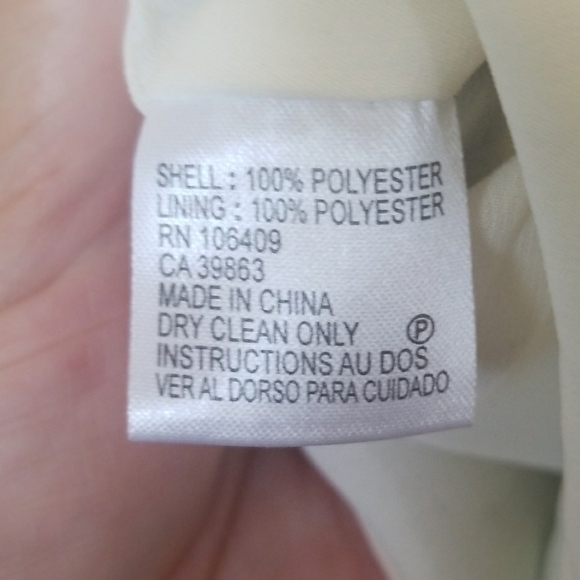 SHELL : 100% POLYESTER
LINING : 100% POLYESTER
RN 106409
CA 39863
MADE IN CHINA
DRY CLEAN ONLY Ⓟ
INSTRUCTIONS AU DOS
VER AL DORSO PARA CUIDADO